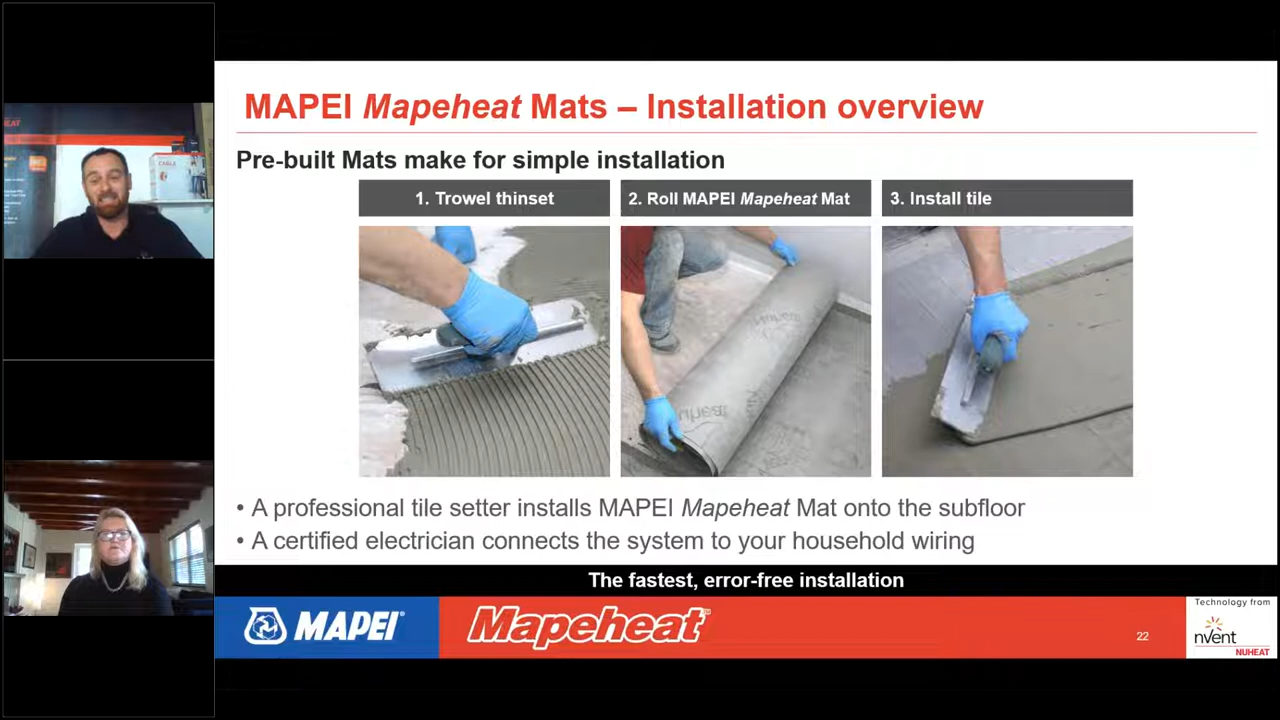 MAPEI Mapeheat Mats – Installation overview
Pre-built Mats make for simple installation
1. Trowel thinset
2. Roll MAPEI Mapeheat Mat
3. Install tile
• A professional tile setter installs MAPEI Mapeheat Mat onto the subfloor
• A certified electrician connects the system to your household wiring
The fastest, error-free installation
MAPEI®
Mapeheat™
22
Technology from
nVent
NUHEAT
CABLE